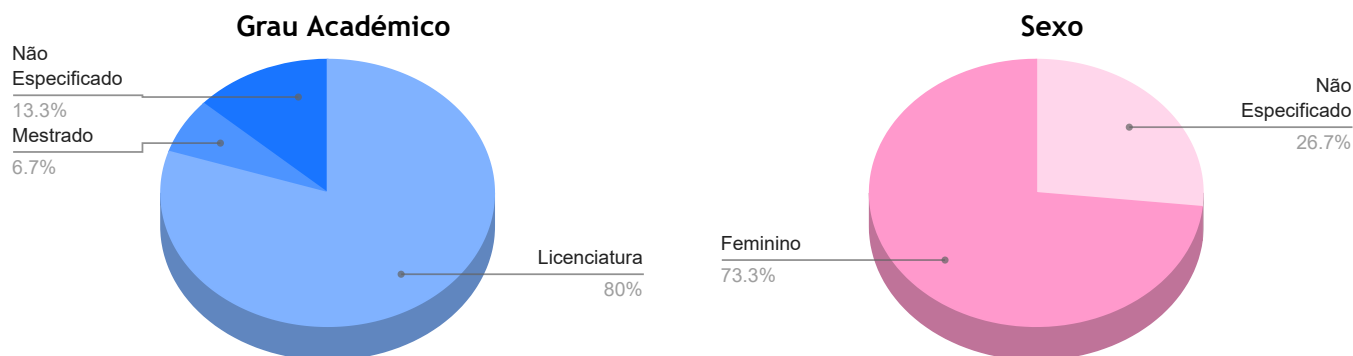 Grau Académico
Não
Especificado
13.3%
Mestrado
6.7%
Licenciatura
80%
Sexo
Não
Especificado
26.7%
Feminino
73.3%